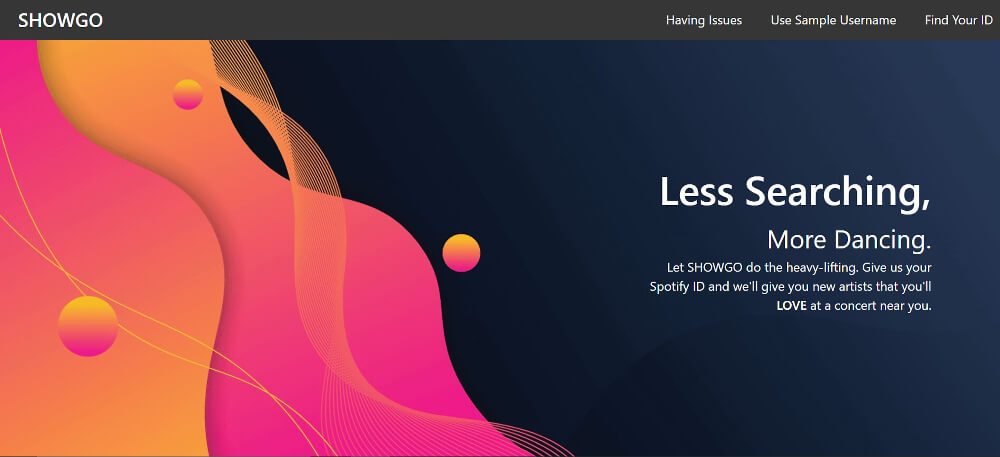 SHOWGO
Having Issues
Use Sample Username
Find Your ID
Less Searching,
More Dancing.
Let SHOWGO do the heavy-lifting. Give us your
Spotify ID and we'll give you new artists that you'll
LOVE at a concert near you.